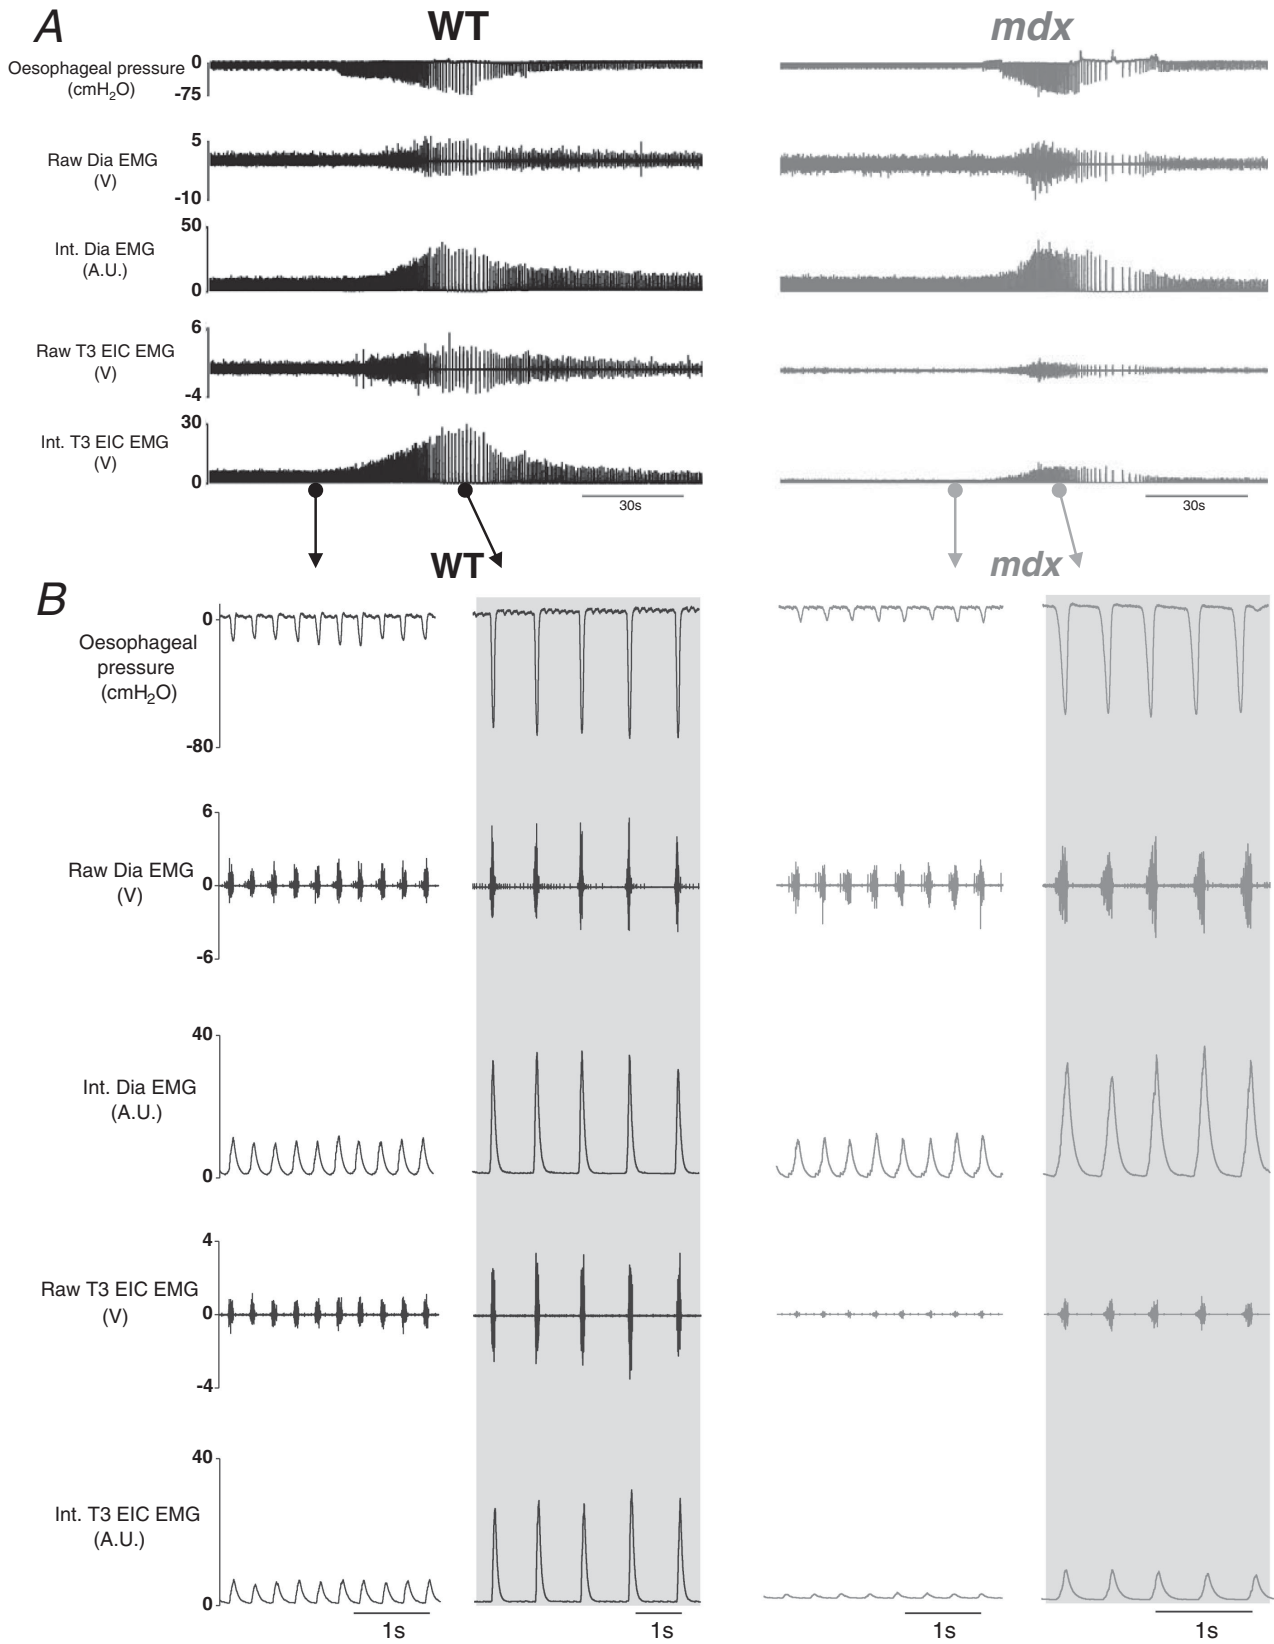 A
WT
mdx
Oesophageal pressure
(cmH2O)
0
-75
Raw Dia EMG
(V)
5
-10
Int. Dia EMG
(A.U.)
50
0
Raw T3 EIC EMG
(V)
6
-4
Int. T3 EIC EMG
(V)
30
0
30s
30s
WT
mdx
B
Oesophageal
pressure
(cmH2O)
0
-80
Raw Dia EMG
(V)
6
0
-6
Int. Dia EMG
(A.U.)
40
0
Raw T3 EIC EMG
(V)
4
0
-4
Int. T3 EIC EMG
(A.U.)
40
0
1s
1s
1s
1s